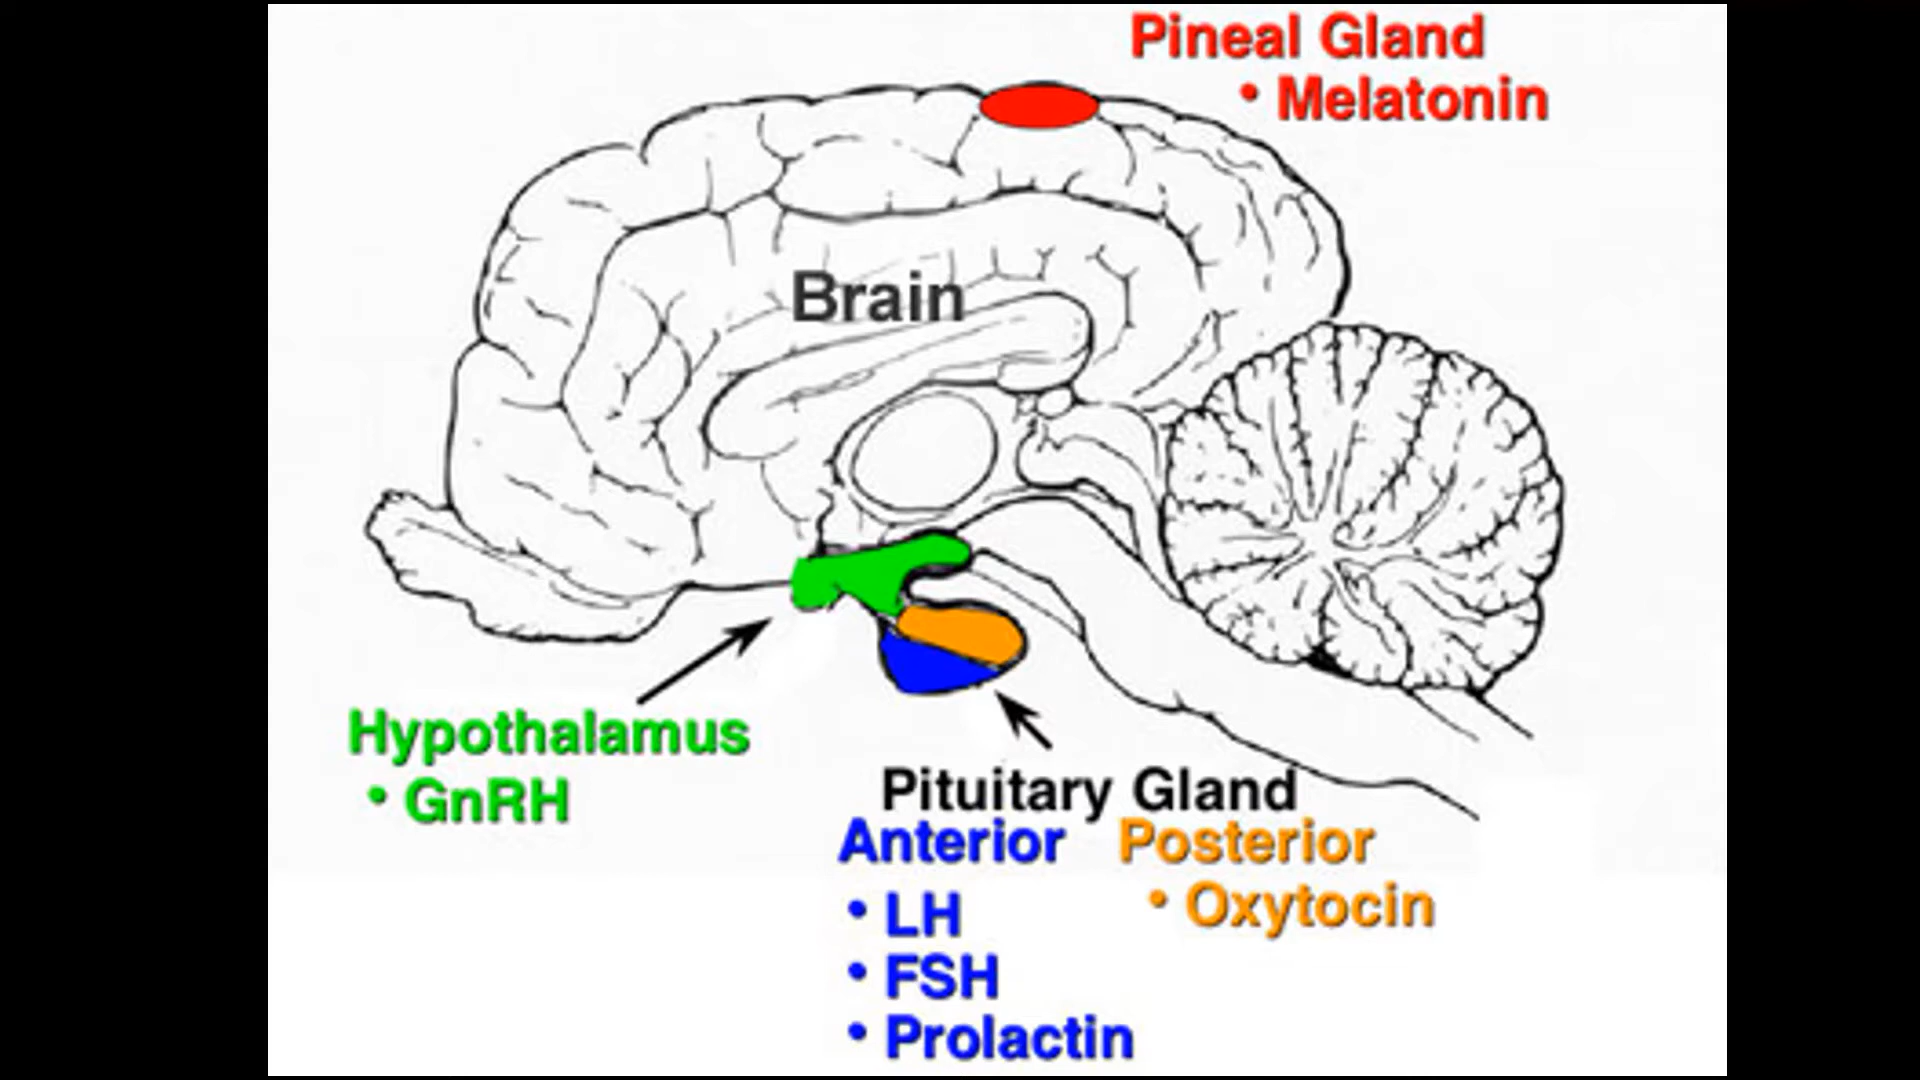 Pineal Gland
• Melatonin
Brain
Hypothalamus
• GnRH
Pituitary Gland
Anterior
• LH
• FSH
• Prolactin
Posterior
• Oxytocin